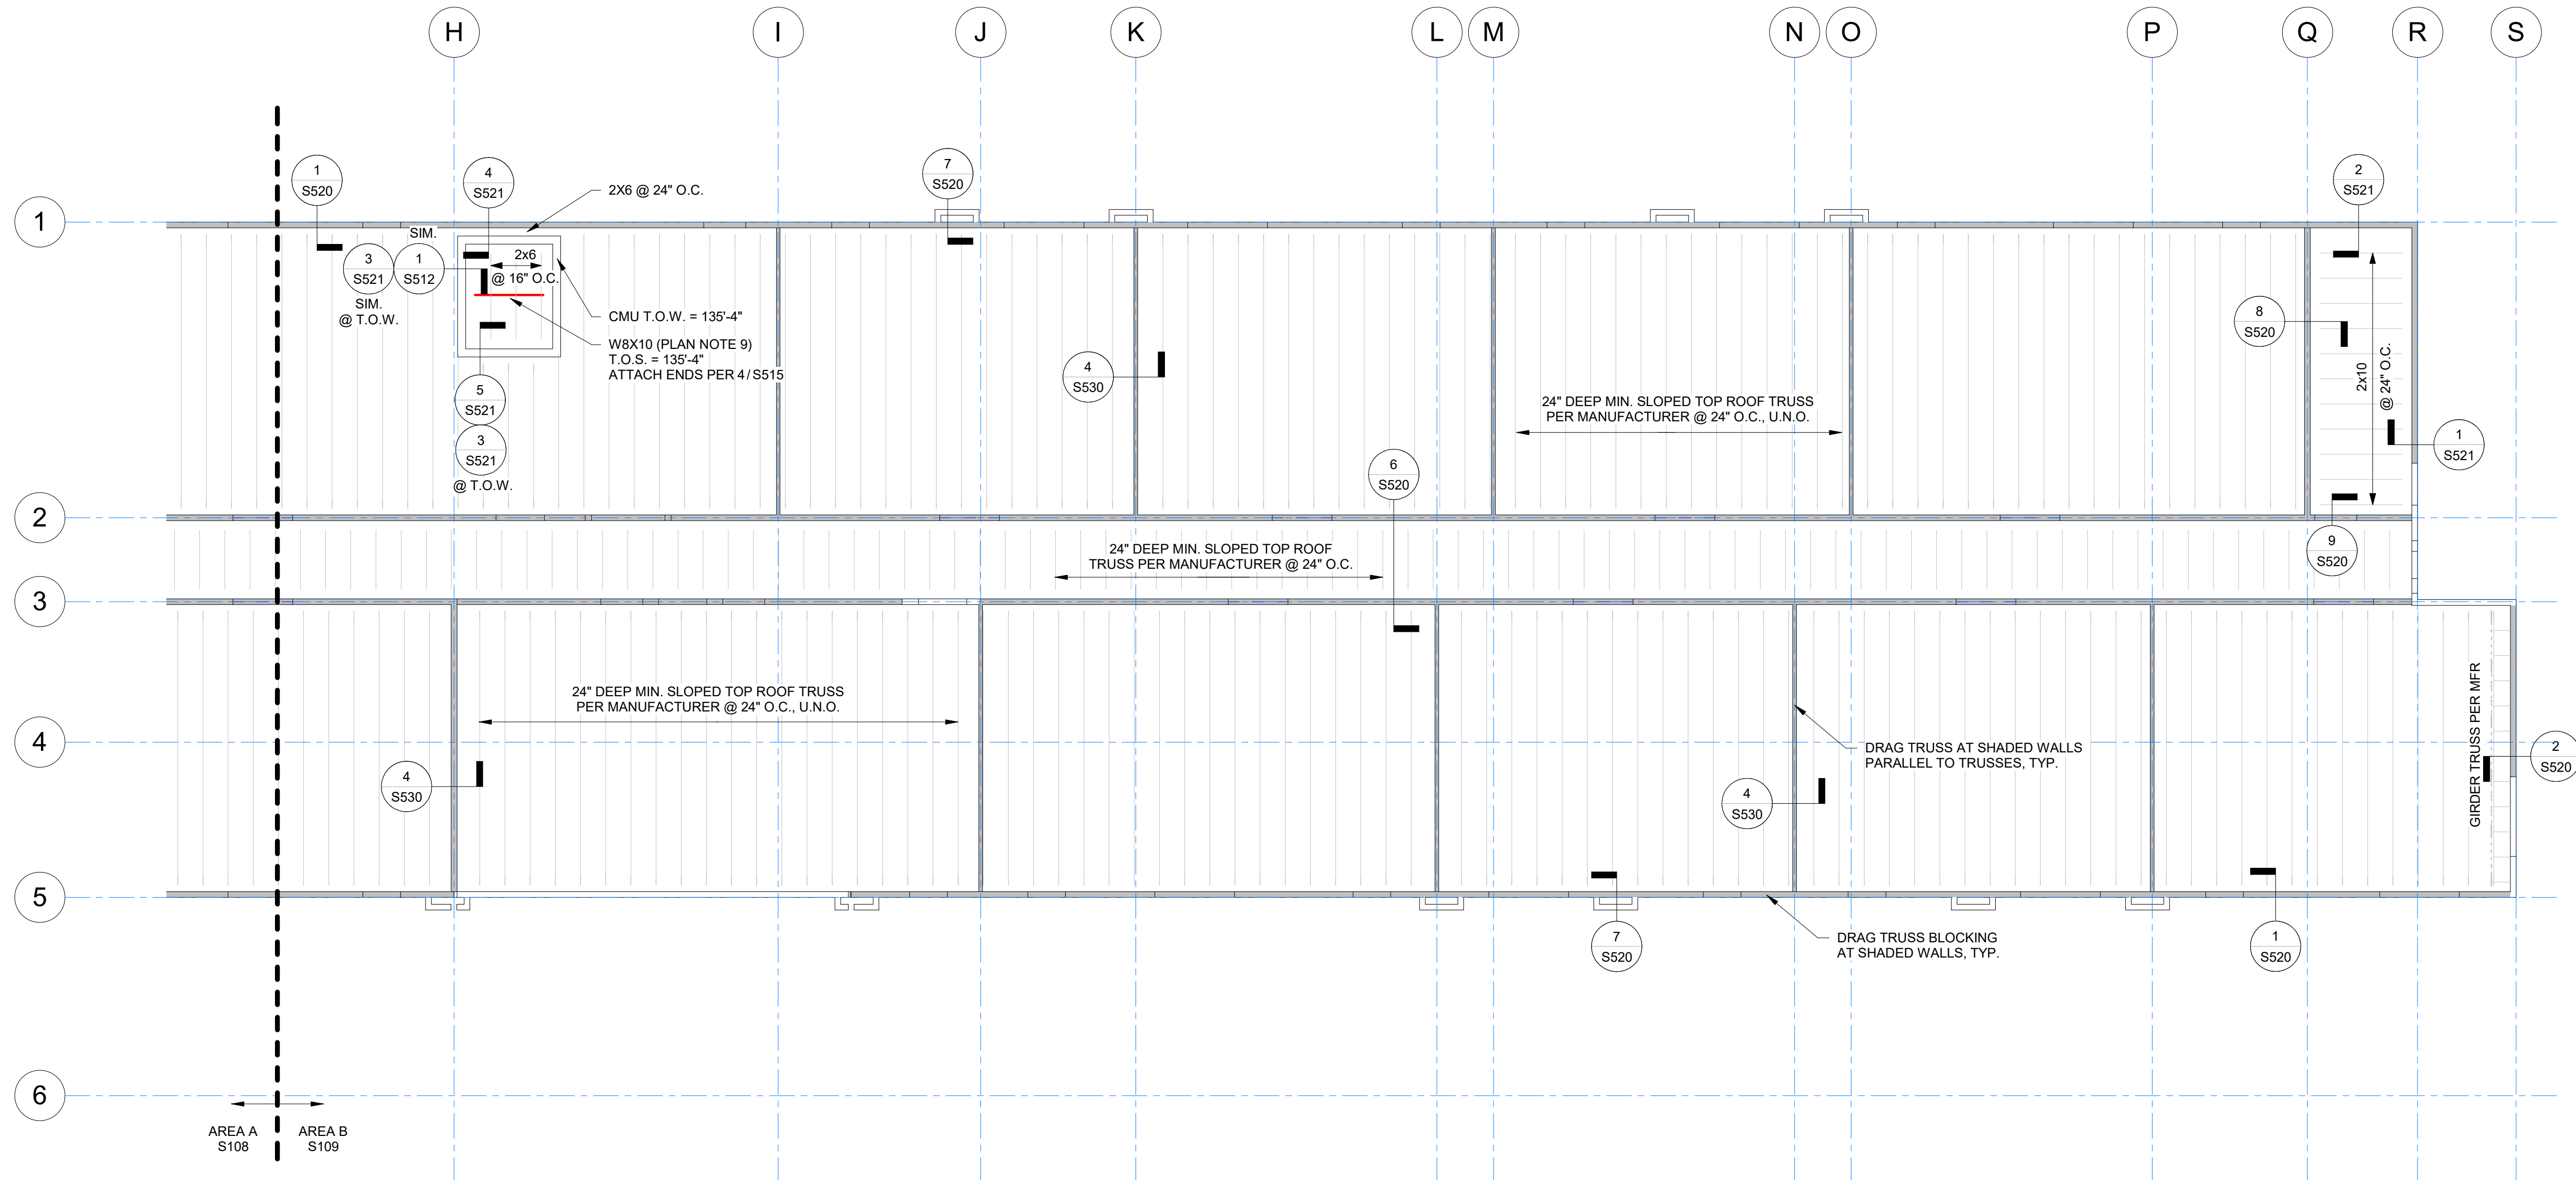 H
I
J
K
L
M
N
O
P
Q
R
S
1
2
3
4
5
6
1
S520
4
S521
2X6 @ 24" O.C.
7
S520
2
S521
SIM.
3
S521
1
S512
SIM.
@ T.O.W.
2x6
@ 16" O.C.
CMU T.O.W. = 135'-4"
W8X10 (PLAN NOTE 9)
T.O.S. = 135'-4"
ATTACH ENDS PER 4/S515
5
S521
3
S521
@ T.O.W.
4
S530
24" DEEP MIN. SLOPED TOP ROOF TRUSS
PER MANUFACTURER @ 24" O.C., U.N.O.
8
S520
2x10
@ 24" O.C.
1
S521
6
S520
9
S520
24" DEEP MIN. SLOPED TOP ROOF
TRUSS PER MANUFACTURER @ 24" O.C.
24" DEEP MIN. SLOPED TOP ROOF TRUSS
PER MANUFACTURER @ 24" O.C., U.N.O.
4
S530
4
S530
DRAG TRUSS AT SHADED WALLS
PARALLEL TO TRUSSES, TYP.
GIRDER TRUSS PER MFR
2
S520
7
S520
DRAG TRUSS BLOCKING
AT SHADED WALLS, TYP.
1
S520
AREA A
S108
AREA B
S109